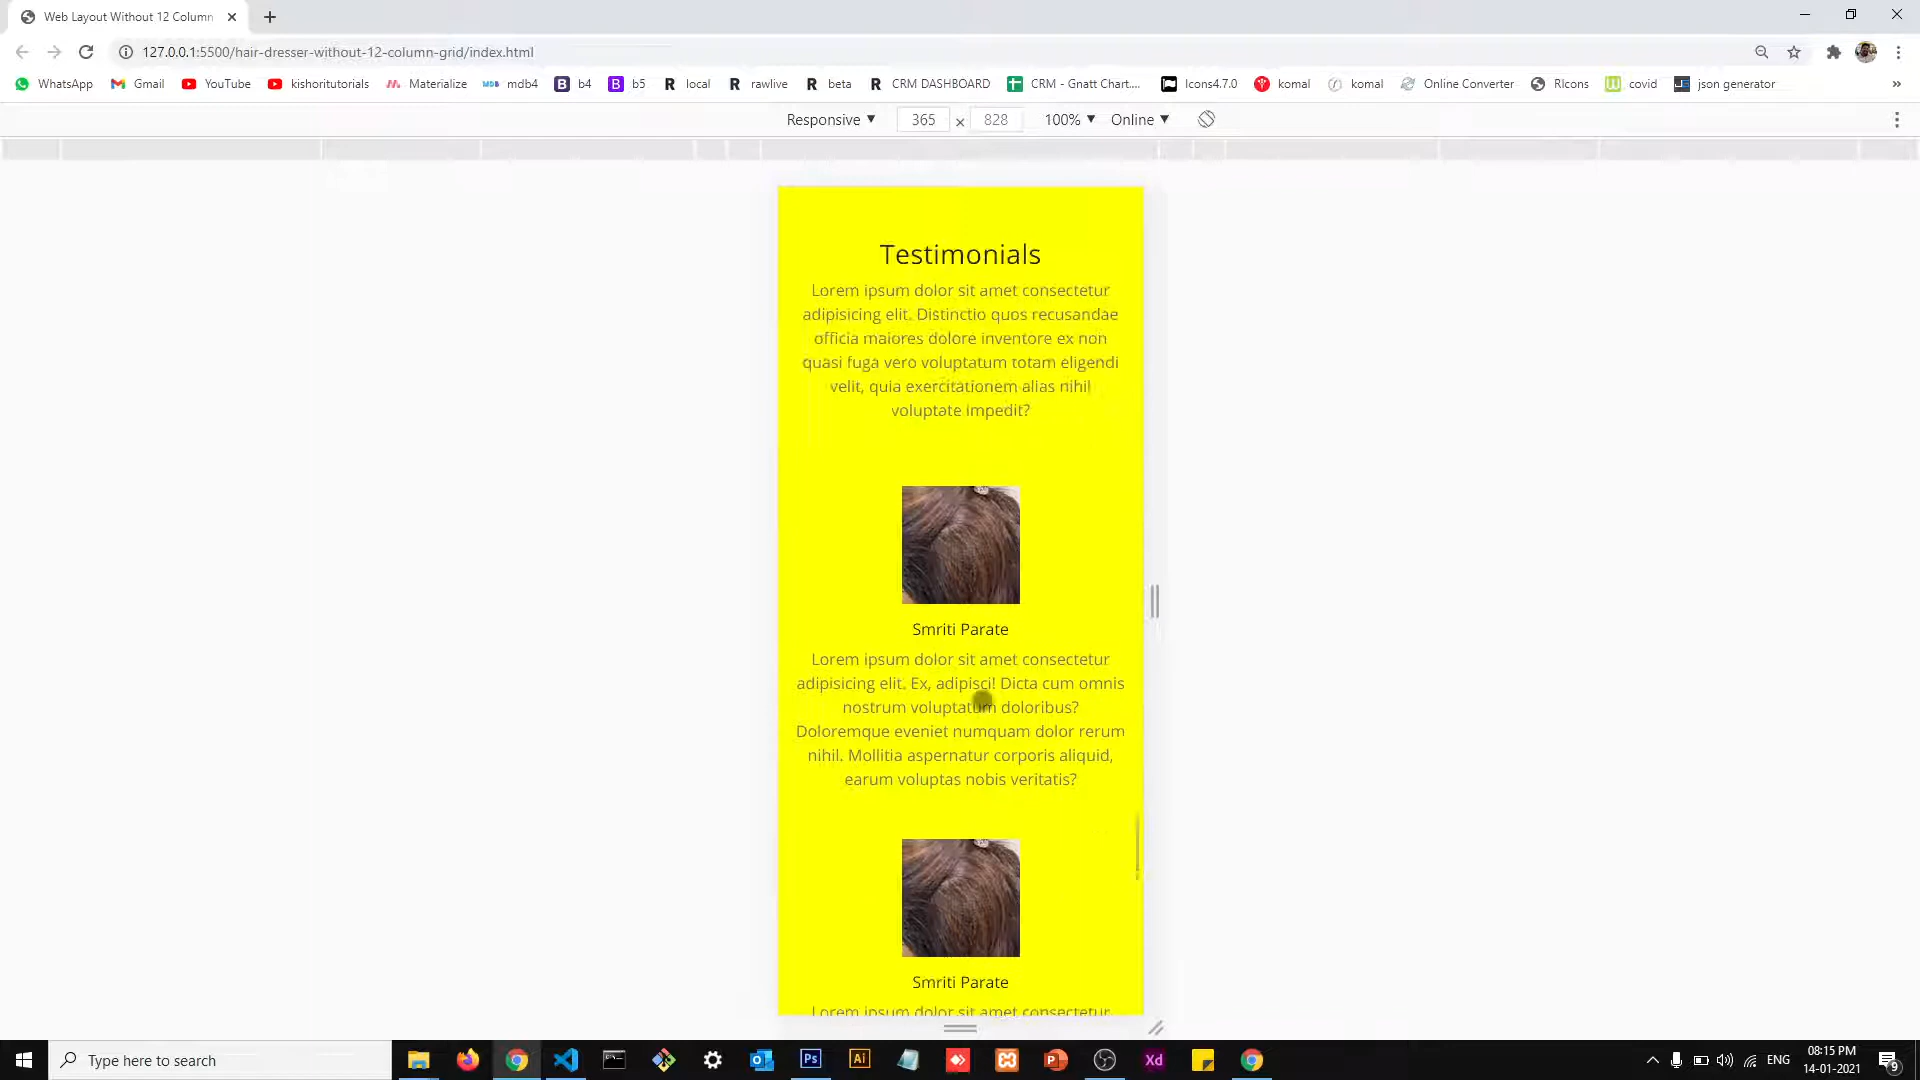 Web Layout Without 12 Column
127.0.0.1:5500/hair-dresser-without-12-column-grid/index.html
WhatsApp Gmail YouTube kishoritutorials Materialize mdb4 b4 b5 local rawlive beta CRM DASHBOARD CRM - Gnatt Chart.... Icons4.7.0 komal komal Online Converter RIcons covid json generator »
Responsive ▼ 365 × 828 100% ▼ Online ▼
Testimonials
Lorem ipsum dolor sit amet consectetur
adipisicing elit. Distinctio quos recusandae
officia maiores dolore inventore ex non
quasi fuga vero voluptatum totam eligendi
velit, quia exercitationem alias nihil
voluptate impedit?
Smriti Parate
Lorem ipsum dolor sit amet consectetur
adipisicing elit. Ex, adipisci! Dicta cum omnis
nostrum voluptatum doloribus?
Doloremque eveniet numquam dolor rerum
nihil. Mollitia aspernatur corporis aliquid,
earum voluptas nobis veritatis?
Smriti Parate
Lorem ipsum dolor sit amet consectetur
Type here to search
Ps Ai Xd
ENG
08:15 PM
14-01-2021
9